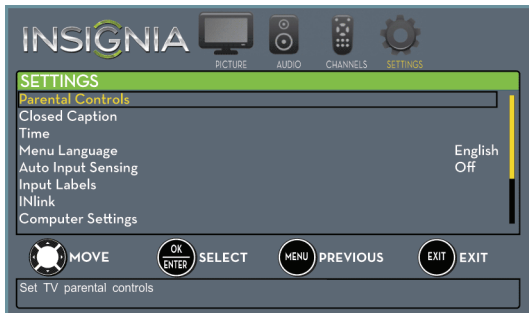 INSIGNIA
PICTURE AUDIO CHANNELS SETTINGS
SETTINGS
Parental Controls
Closed Caption
Time
Menu Language English
Auto Input Sensing Off
Input Labels
INlink
Computer Settings
MOVE OK ENTER SELECT MENU PREVIOUS EXIT EXIT
Set TV parental controls